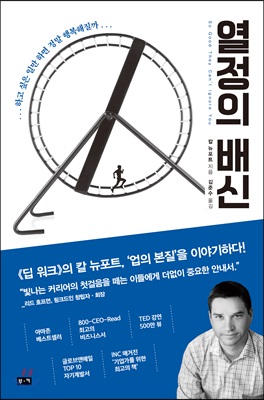 ...하고 싶은 일만 하면 정말 행복해질까...
So Good They Can't Ignore You
열정의 배신
칼 뉴포트 지음
김준수 옮김
《딥 워크》의 칼 뉴포트, '업의 본질'을 이야기하다!
"빛나는 커리어의 첫걸음을 떼는 이들에게 더없이 중요한 안내서."
_리드 호프먼, 링크드인 창립자·회장
아마존
베스트셀러
800-CEO-Read
최고의
비즈니스서
TED 강연
500만 뷰
글로브앤메일
TOP 10
자기계발서
INC 매거진
"기업가를 위한
최고의 책"
부·키